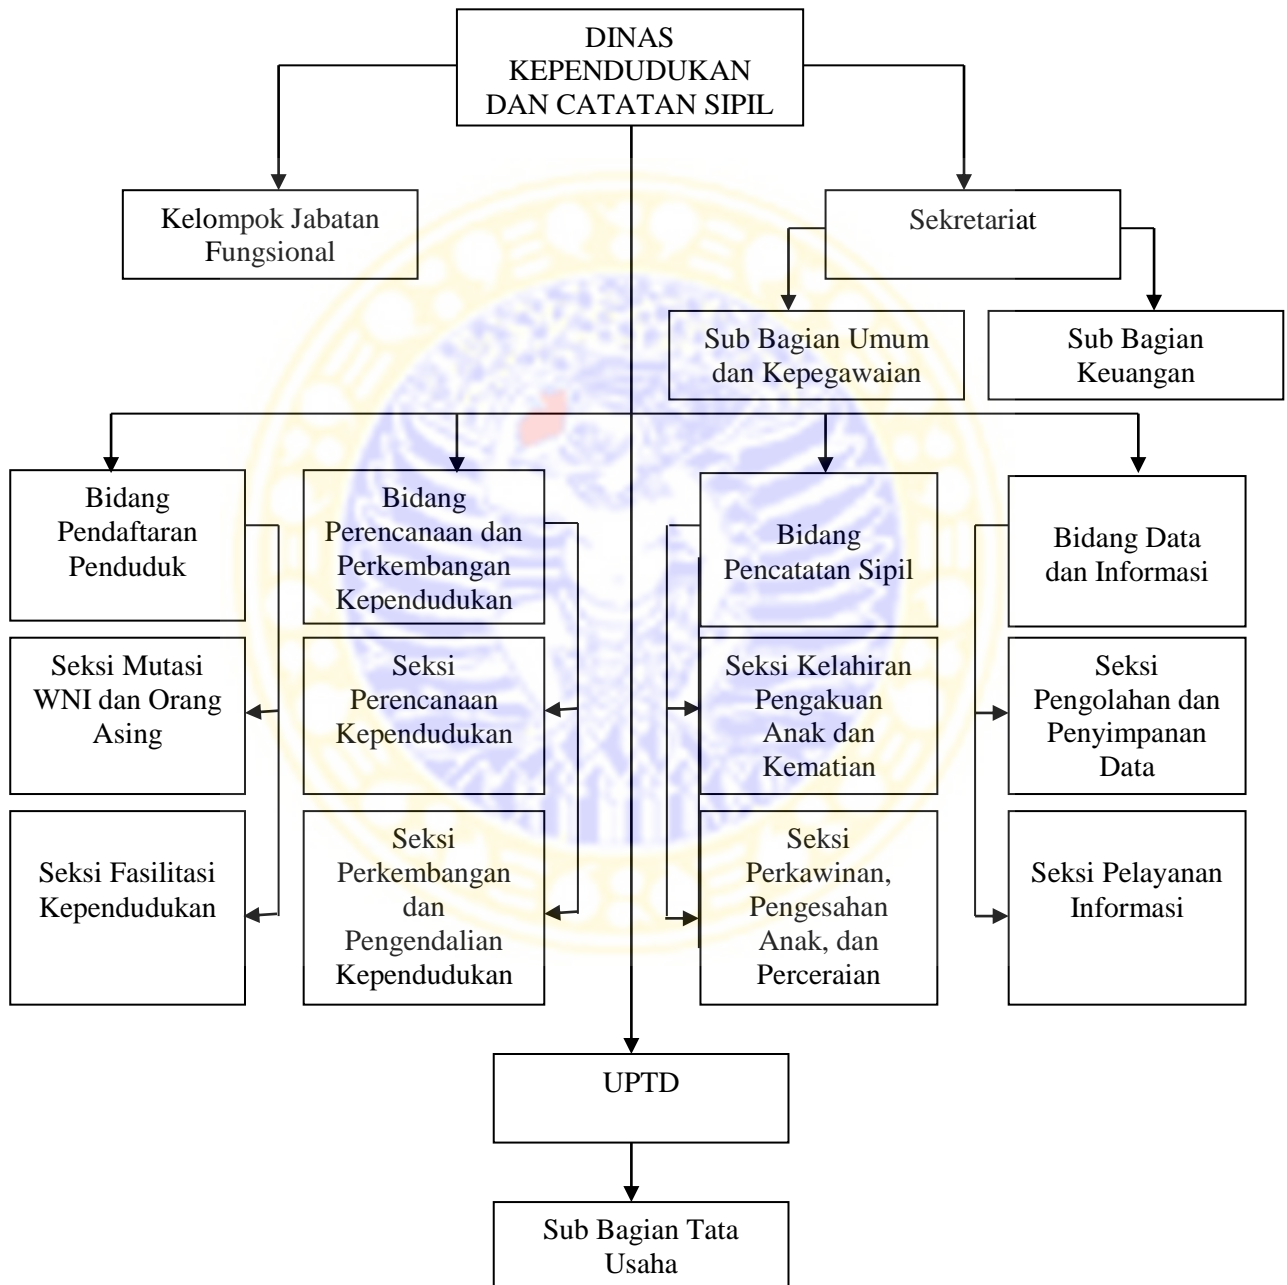 DINAS
KEPENDUDUKAN
DAN CATATAN SIPIL
Kelompok Jabatan
Fungsional
Sekretariat
Sub Bagian Umum
dan Kepegawaian
Sub Bagian
Keuangan
Bidang
Pendaftaran
Penduduk
Bidang
Perencanaan dan
Perkembangan
Kependudukan
Bidang
Pencatatan Sipil
Bidang Data
dan Informasi
Seksi Mutasi
WNI dan Orang
Asing
Seksi
Perencanaan
Kependudukan
Seksi Kelahiran
Pengakuan
Anak dan
Kematian
Seksi
Pengolahan dan
Penyimpanan
Data
Seksi Fasilitasi
Kependudukan
Seksi
Perkembangan
dan
Pengendalian
Kependudukan
Seksi
Perkawinan,
Pengesahan
Anak, dan
Perceraian
Seksi Pelayanan
Informasi
UPTD
Sub Bagian Tata
Usaha